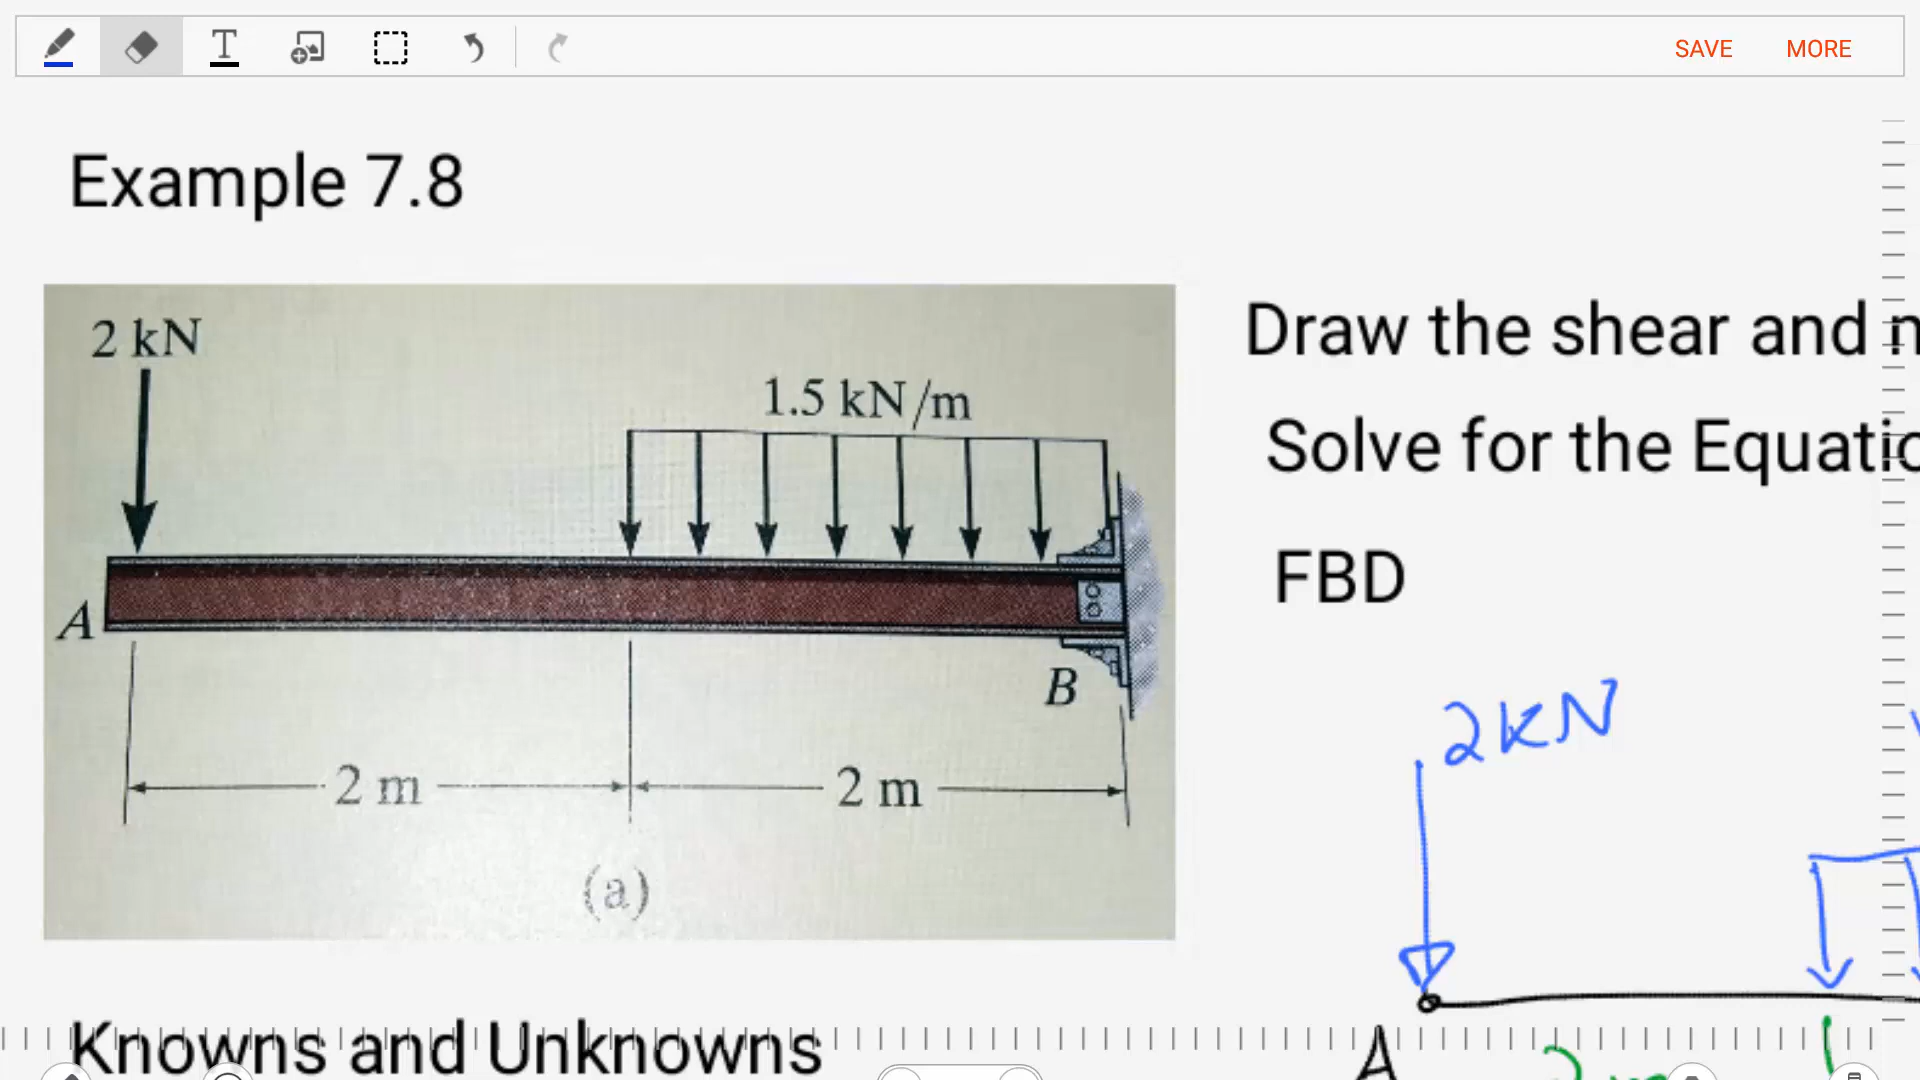 T
SAVE
MORE
Example 7.8
2 kN
1.5 kN/m
A
B
2 m
2 m
(a)
Draw the shear and
Solve for the
FBD
2kN
A
Knowns and Unknowns